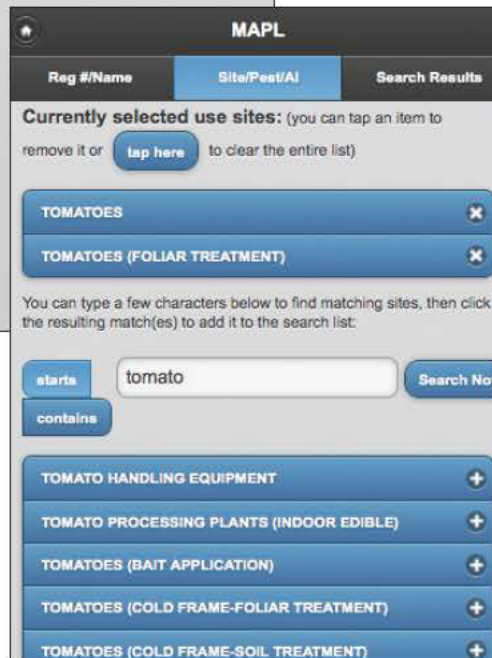 MAPL
Reg #/Name
Site/Pest/AI
Search Results
Currently selected use sites: (you can tap an item to
remove it or tap here to clear the entire list)
TOMATOES
TOMATOES (FOLIAR TREATMENT)
You can type a few characters below to find matching sites, then click
the resulting match(es) to add it to the search list:
starts
tomato
Search No
contains
TOMATO HANDLING EQUIPMENT
TOMATO PROCESSING PLANTS (INDOOR EDIBLE)
TOMATOES (BAIT APPLICATION)
TOMATOES (COLD FRAME-FOLIAR TREATMENT)
TOMATOES (COLD FRAME-SOIL TREATMENT)